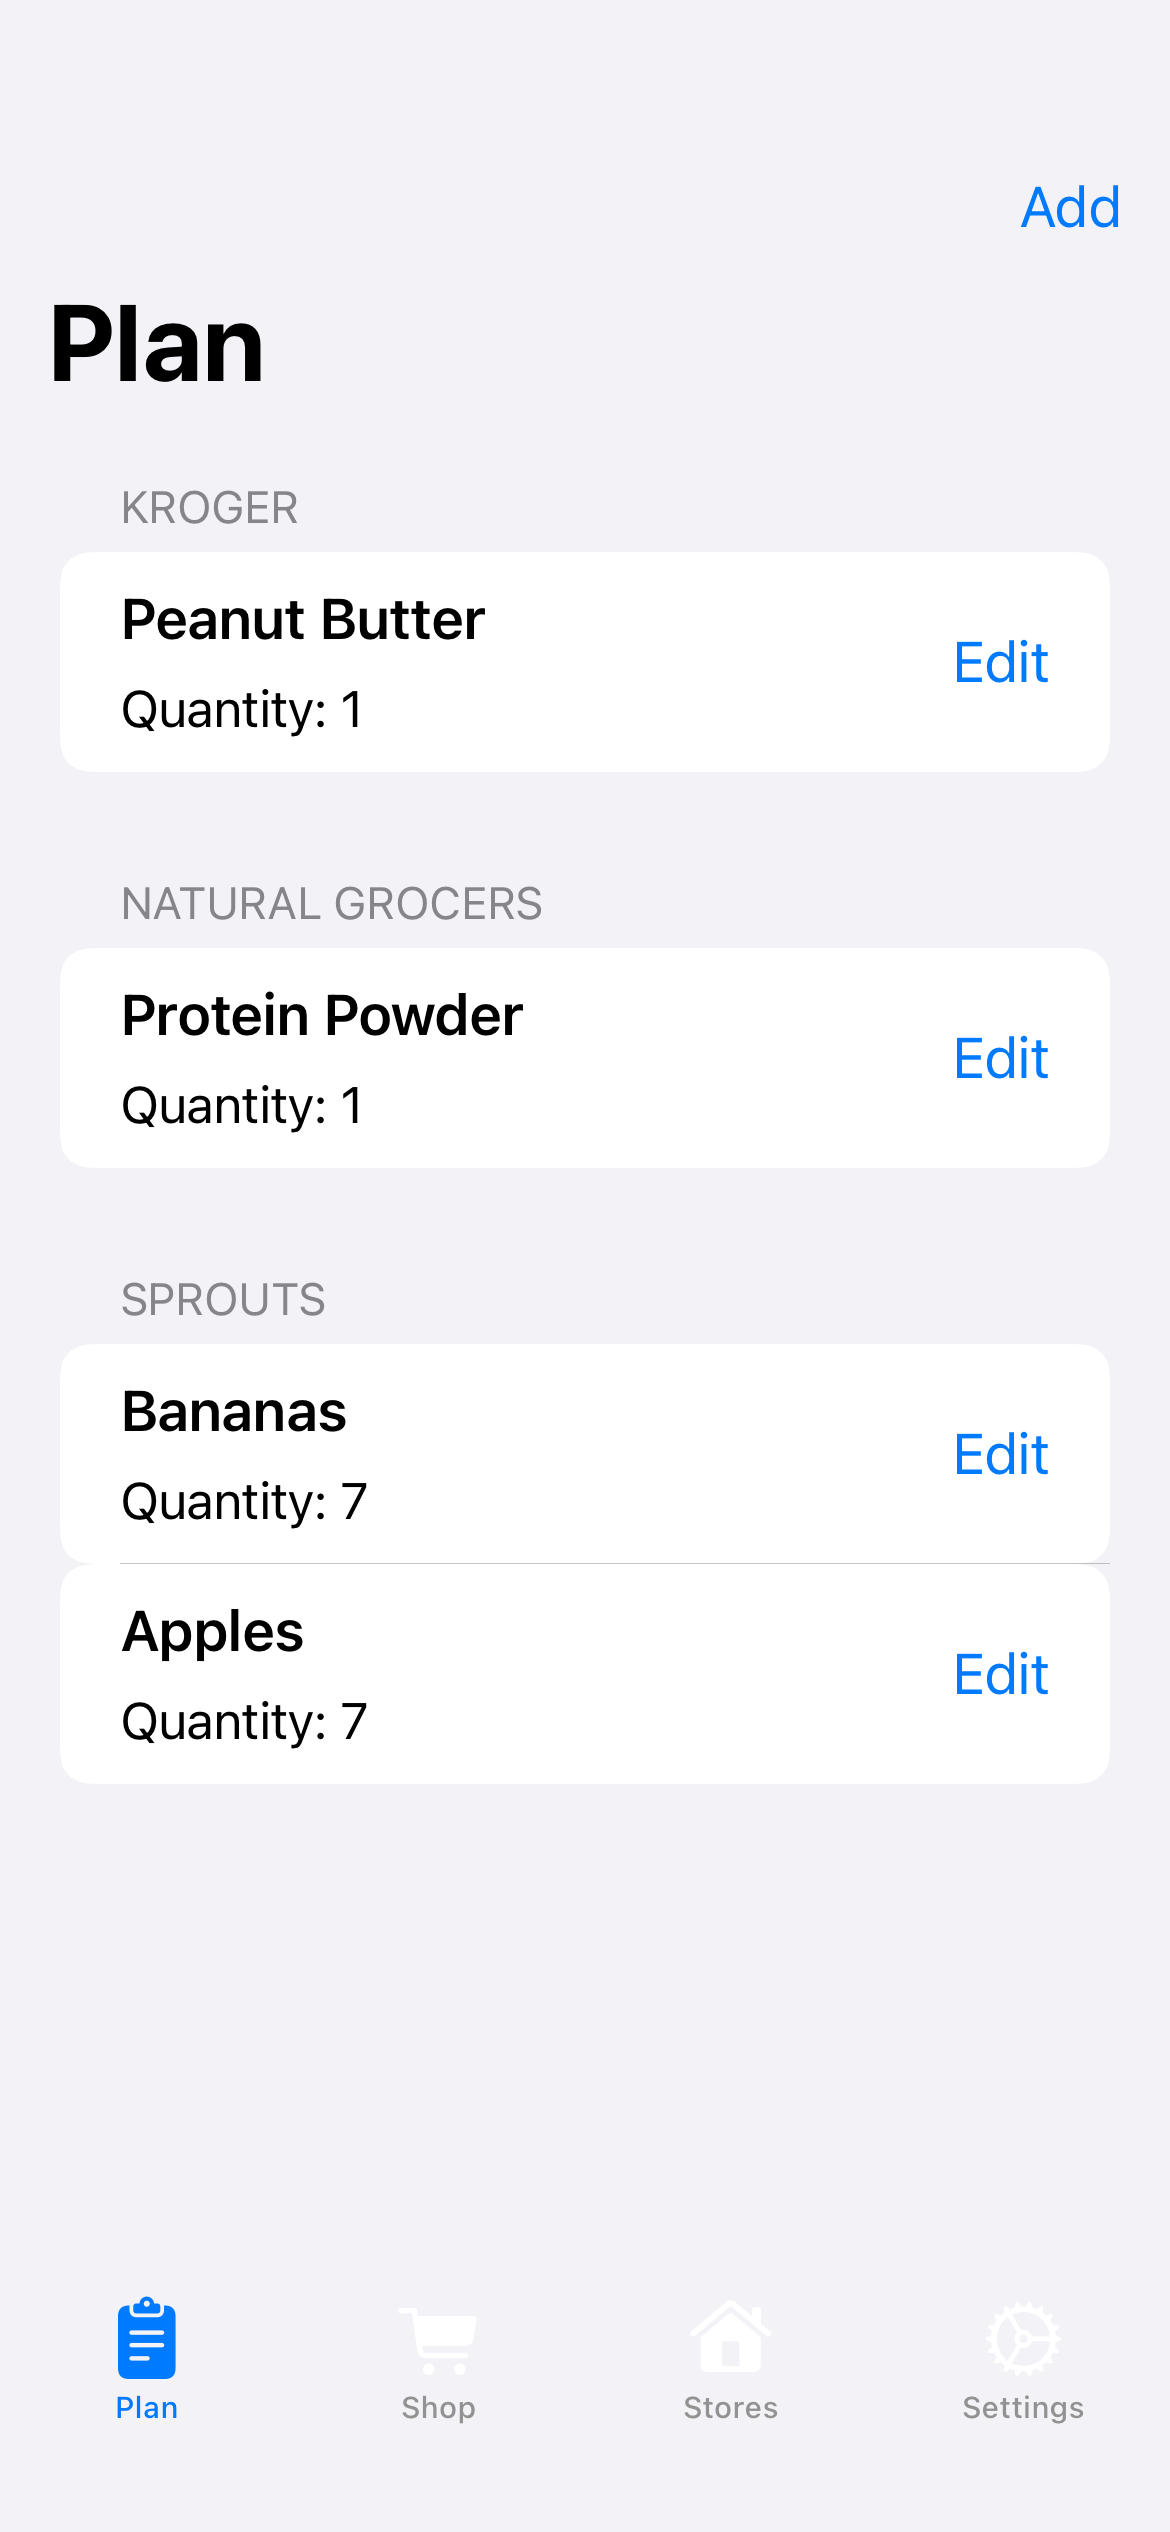 Add
Plan
KROGER
Peanut Butter
Edit
Quantity: 1
NATURAL GROCERS
Protein Powder
Edit
Quantity: 1
SPROUTS
Bananas
Edit
Quantity: 7
Apples
Edit
Quantity: 7
Plan Shop Stores Settings